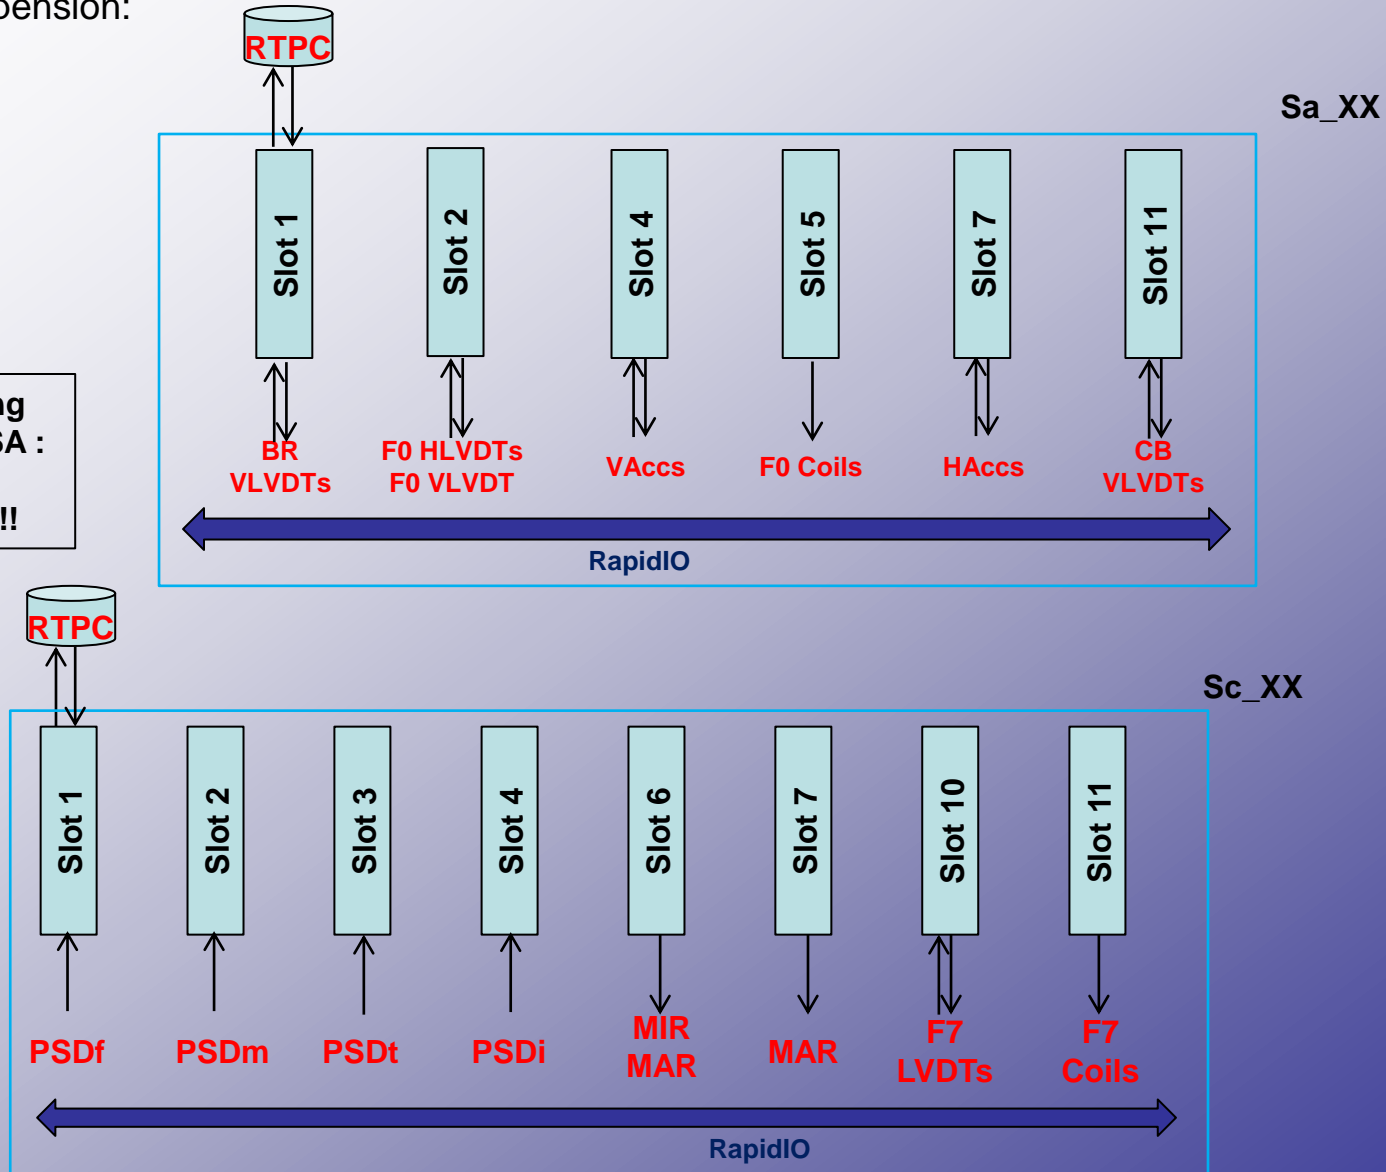 pension:
RTPC
Sa_XX
Slot 1
Slot 2
Slot 4
Slot 5
Slot 7
Slot 11
BR
VLVDTs
F0 HLVDTs
F0 VLVDT
VAccs
F0 Coils
HAccs
CB
VLVDTs
RapidIO
ng
SA :
!!
RTPC
Sc_XX
Slot 1
Slot 2
Slot 3
Slot 4
Slot 6
Slot 7
Slot 10
Slot 11
PSDf
PSDm
PSDt
PSDi
MIR
MAR
MAR
F7
LVDTs
F7
Coils
RapidIO